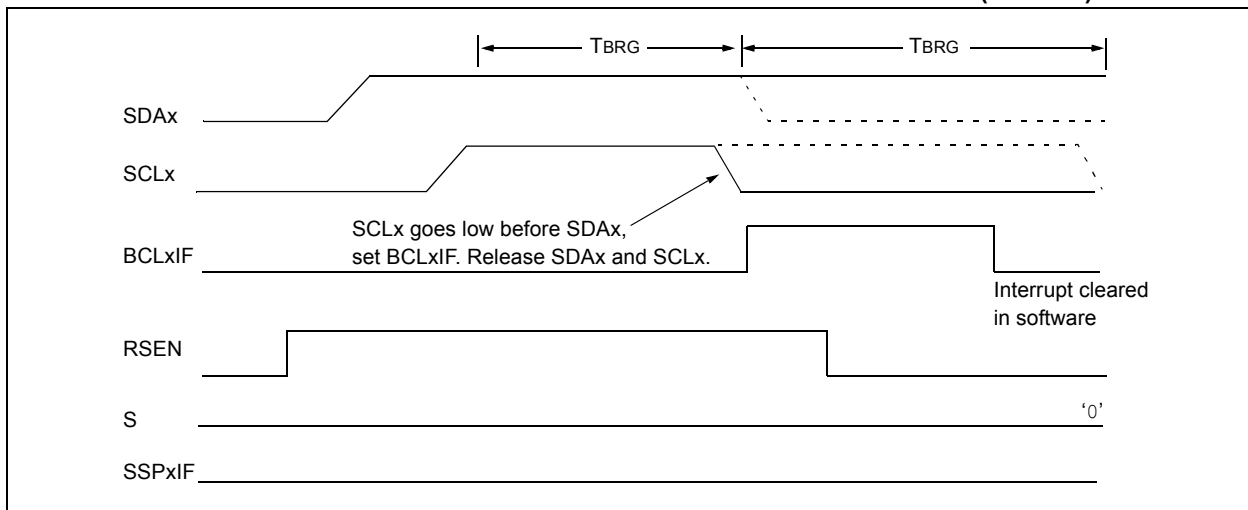 TBRG TBRG
SDAx
SCLx
SCLx goes low before SDAx,
set BCLxIF. Release SDAx and SCLx.
BCLxIF
Interrupt cleared
in software
RSEN
S
‘0’
SSPxIF